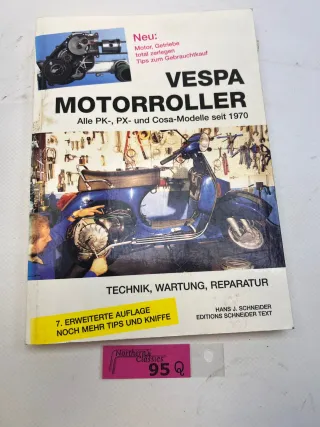 Neu:
Motor, Getriebe
total zerlegen
Tips zum Gebrauchtkauf
VESPA
MOTORROLLER
Alle PK-, PX- und Cosa-Modelle seit 1970
TECHNIK, WARTUNG, REPARATUR
7. ERWEITERTE AUFLAGE
NOCH MEHR TIPS UND KNIFFE
HANS J. SCHNEIDER
EDITIONS SCHNEIDER TEXT
95 Q